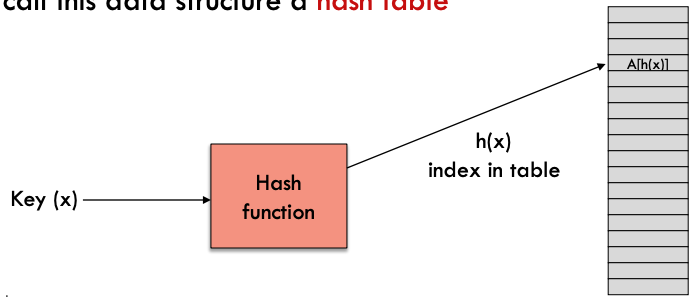 call this data structure a hash table
A[h(x)]
h(x)
index in table
Key (x)
Hash
function